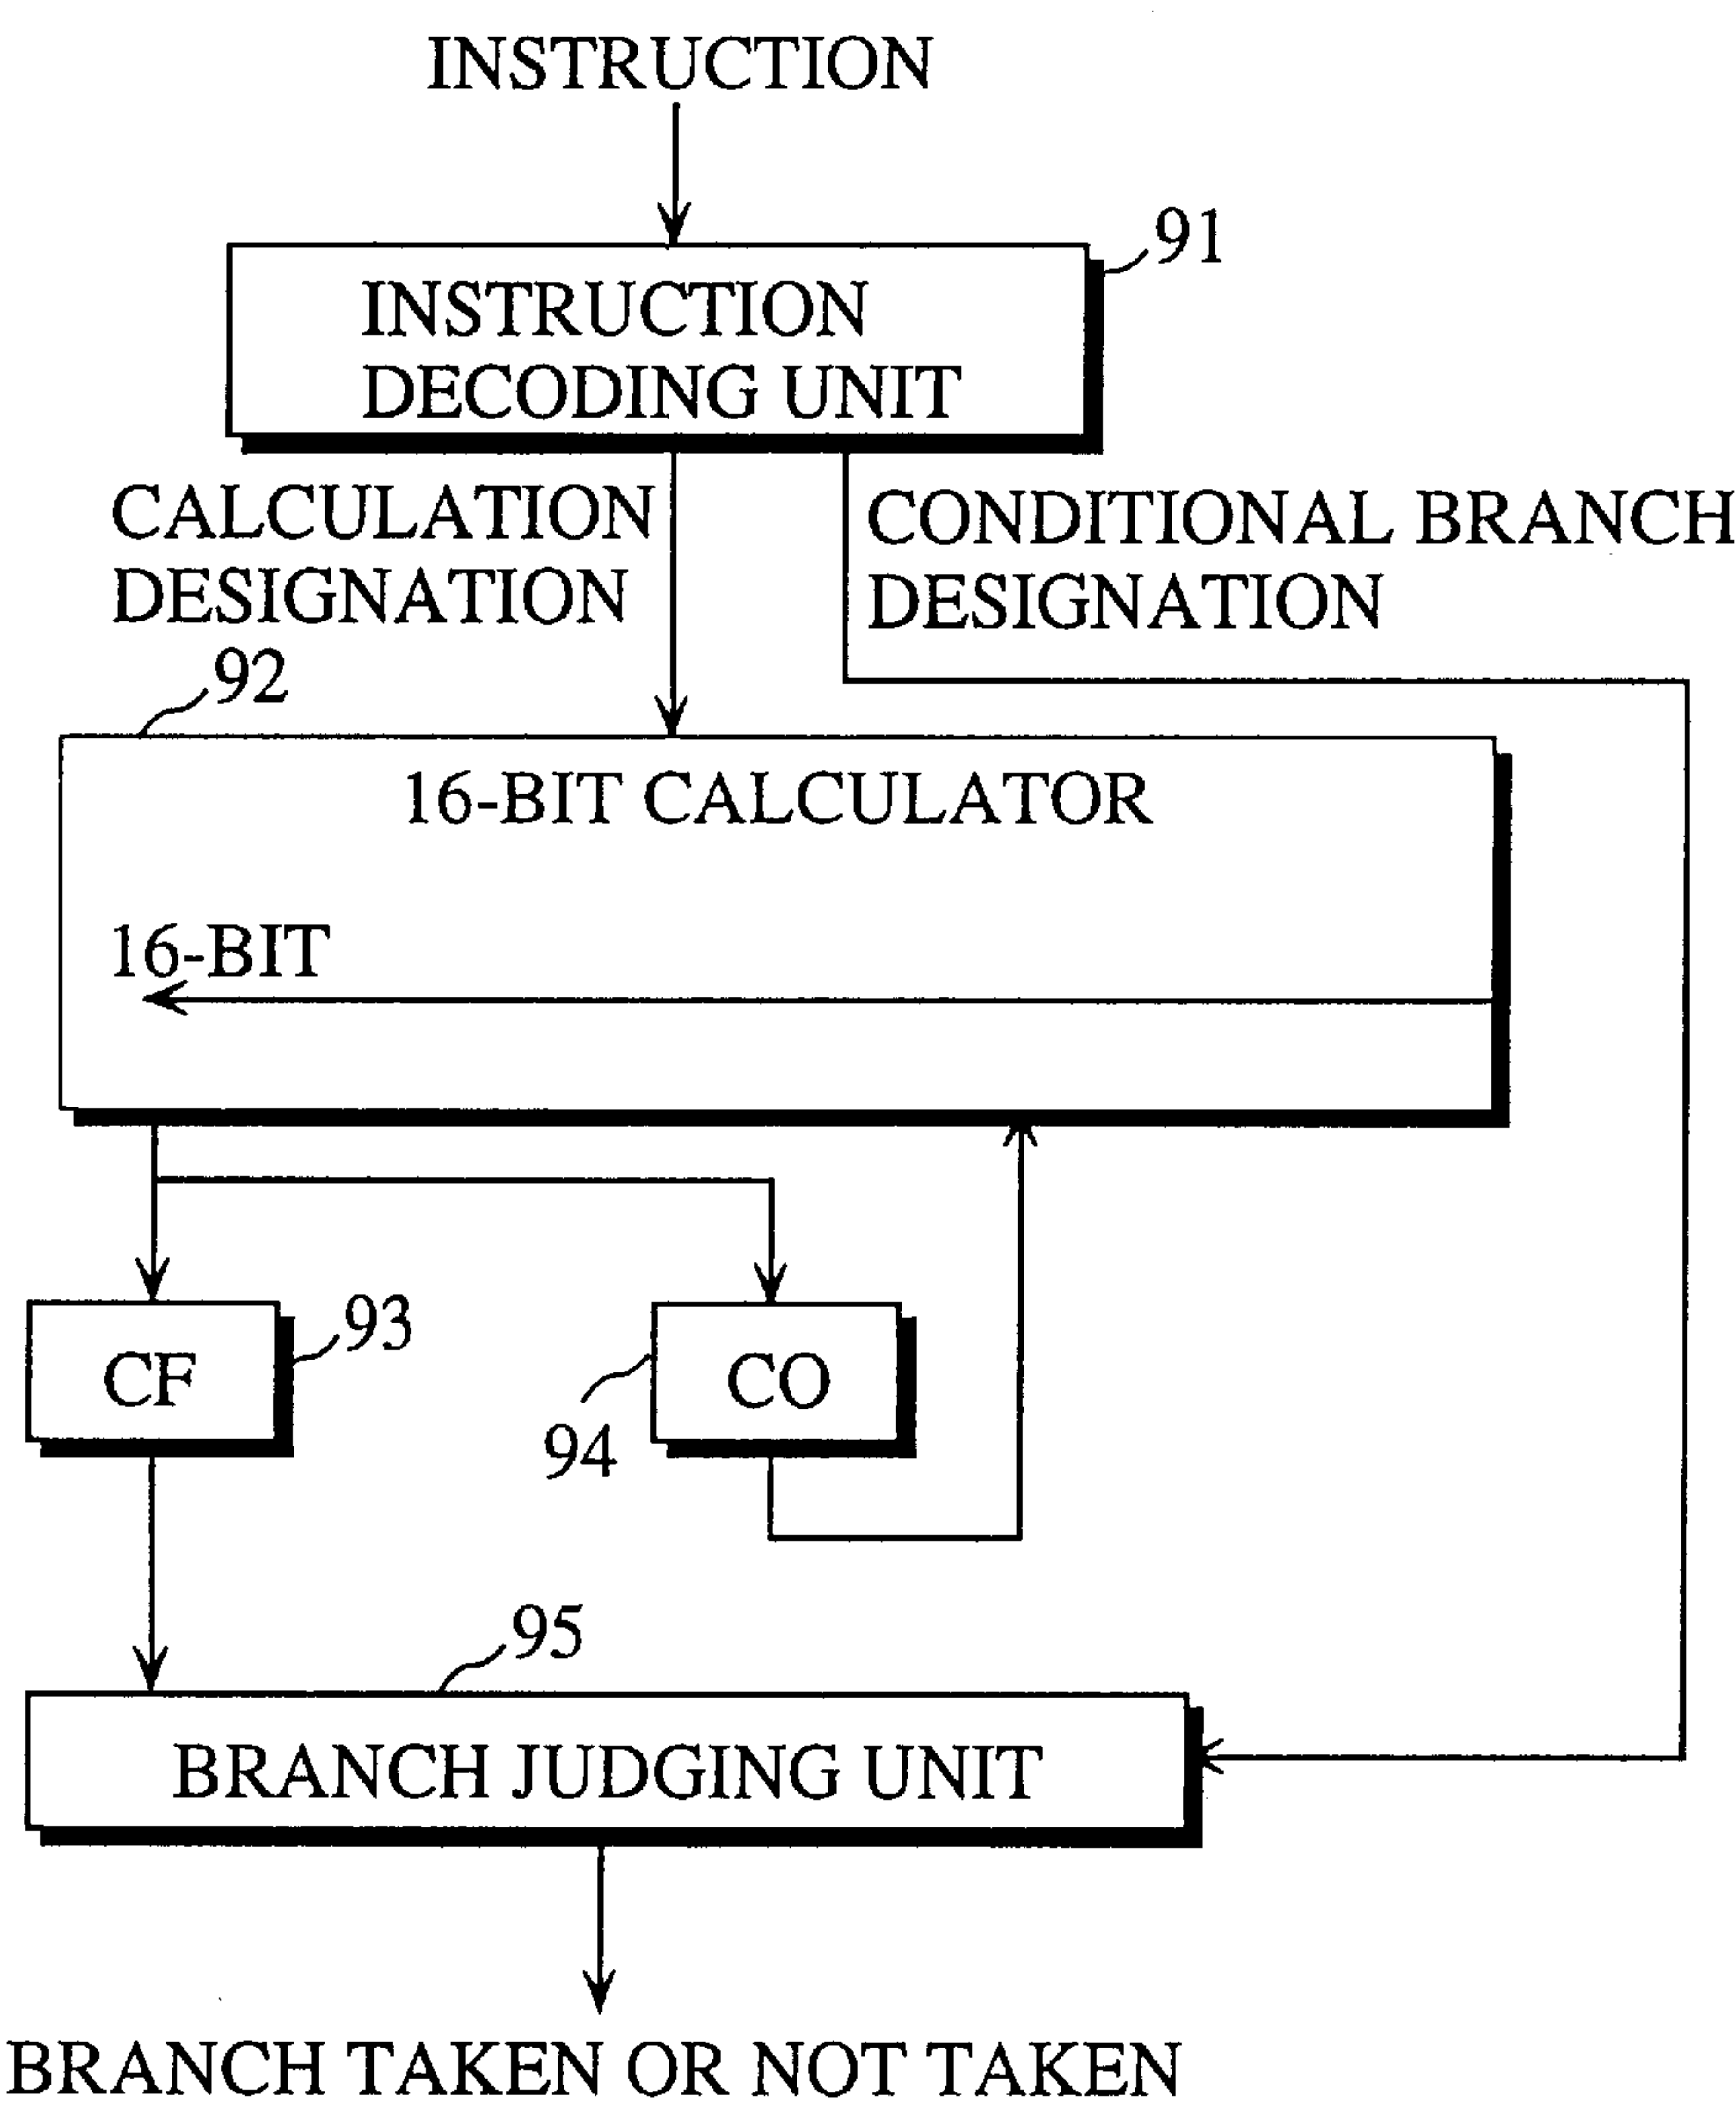 INSTRUCTION
91
INSTRUCTION
DECODING UNIT
CALCULATION
DESIGNATION
CONDITIONAL BRANCH
DESIGNATION
92
16-BIT CALCULATOR
16-BIT
CF
93
CO
94
95
BRANCH JUDGING UNIT
BRANCH TAKEN OR NOT TAKEN